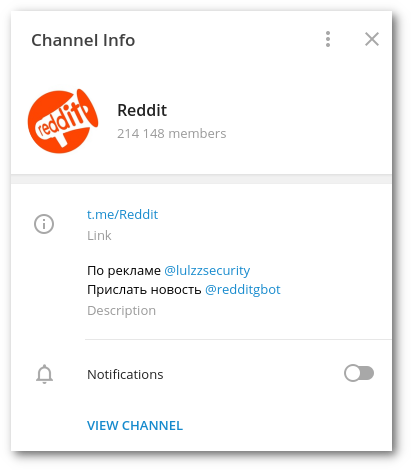 Channel Info
reddit
Reddit
214 148 members
t.me/Reddit
Link
По рекламе @lulzzsecurity
Прислать новость @redditgbot
Description
Notifications
VIEW CHANNEL